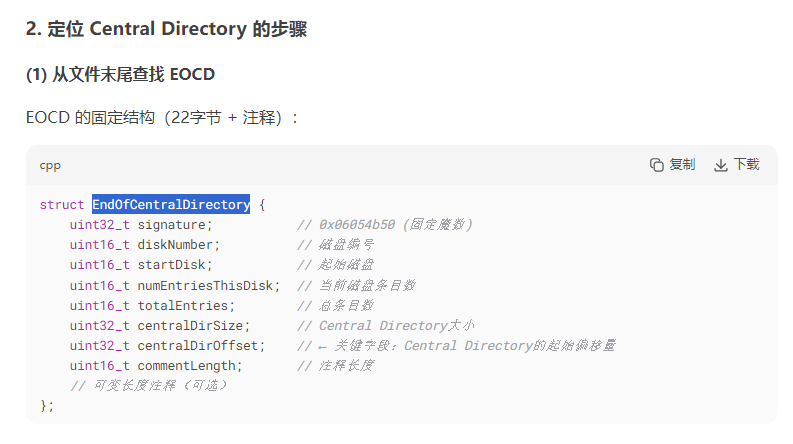 2. 定位 Central Directory 的步骤
(1) 从文件末尾查找 EOCD
EOCD 的固定结构（22字节 + 注释）：
cpp 复制 下载
struct EndOfCentralDirectory {
    uint32_t signature;          // 0x06054b50 (固定魔数)
    uint16_t diskNumber;         // 磁盘编号
    uint16_t startDisk;          // 起始磁盘
    uint16_t numEntriesThisDisk; // 当前磁盘条目数
    uint16_t totalEntries;       // 总条目数
    uint32_t centralDirSize;     // Central Directory大小
    uint32_t centralDirOffset;   // ← 关键字段：Central Directory的起始偏移量
    uint16_t commentLength;      // 注释长度
    // 可变长度注释（可选）
};